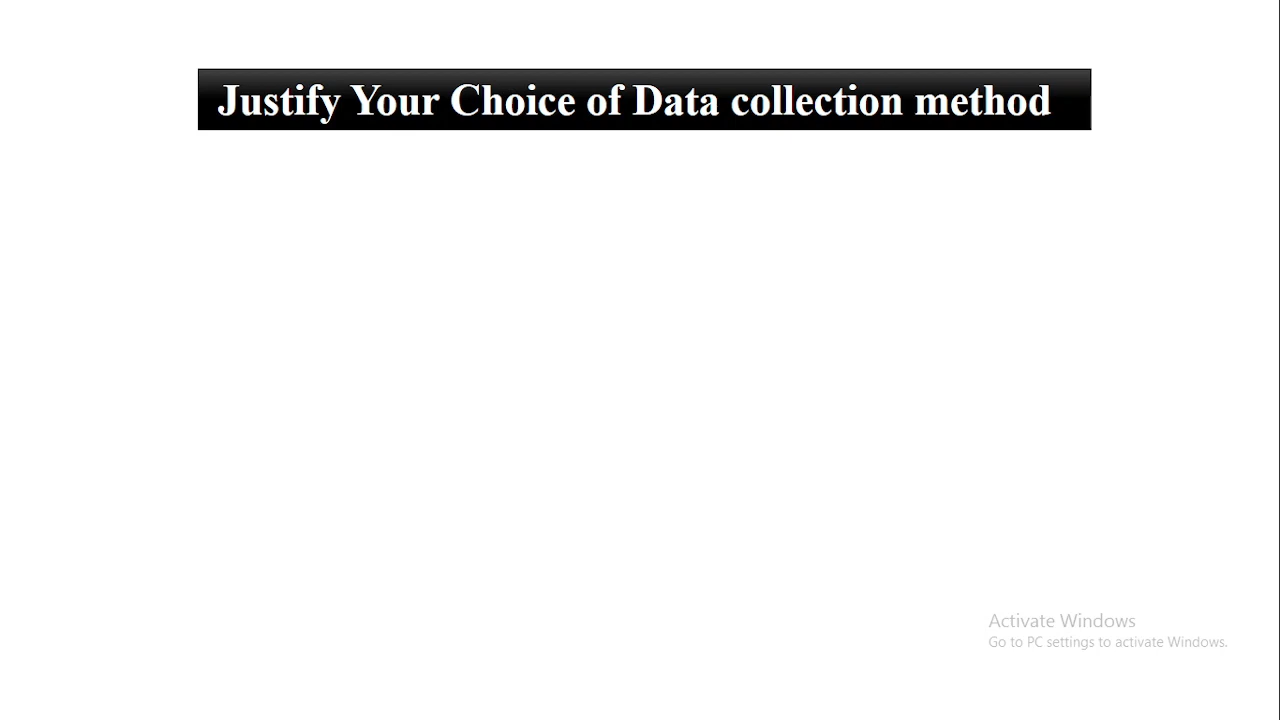 Justify Your Choice of Data collection method
Activate Windows
Go to PC settings to activate Windows.